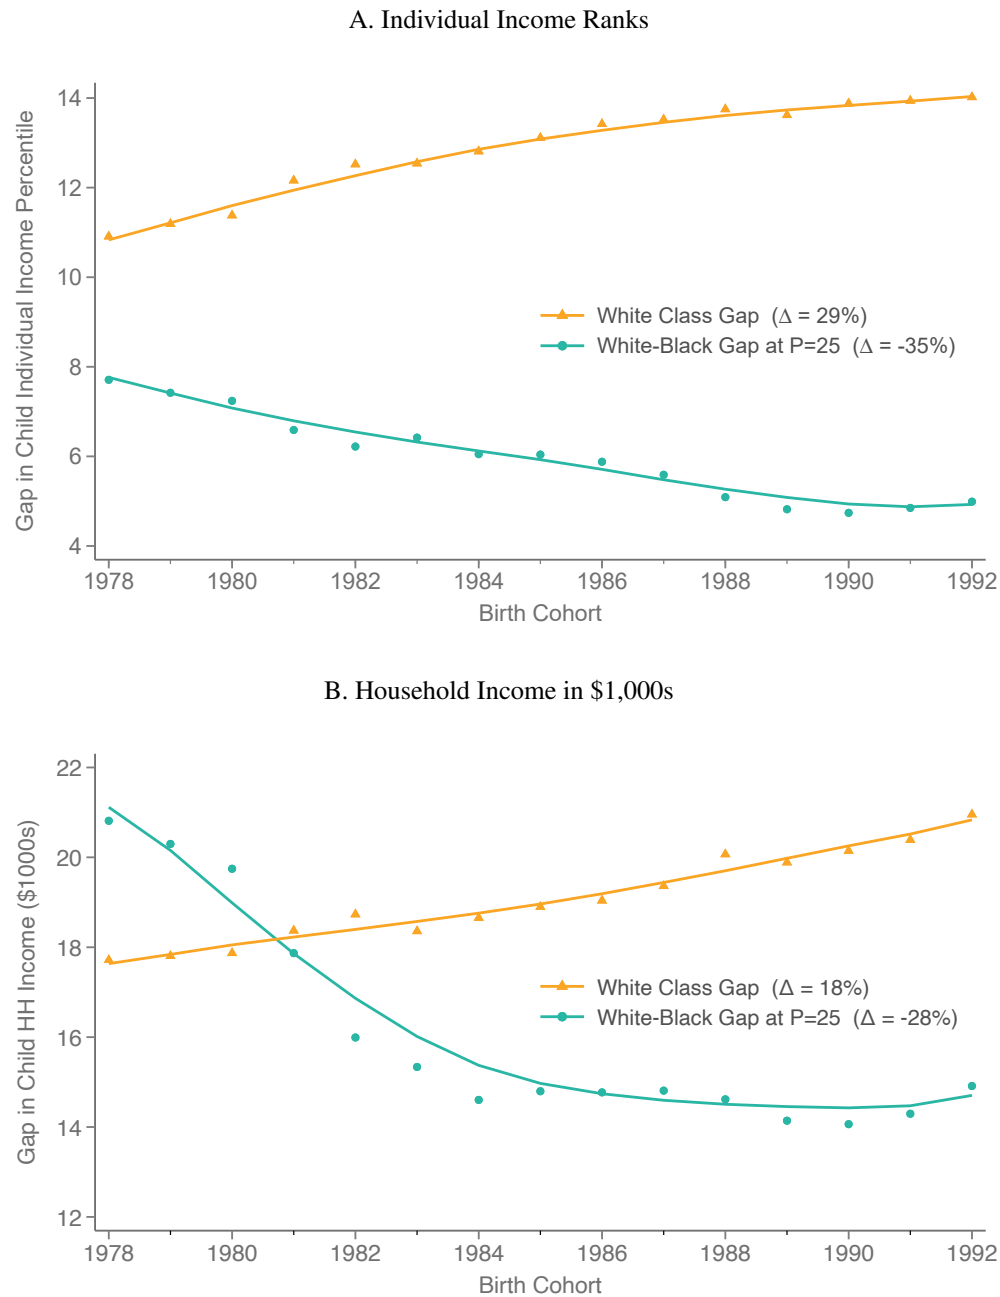 A. Individual Income Ranks
Gap in Child Individual Income Percentile
14
12
10
8
6
4
White Class Gap (Δ = 29%)
White-Black Gap at P=25 (Δ = -35%)
1978 1980 1982 1984 1986 1988 1990 1992
Birth Cohort
B. Household Income in $1,000s
Gap in Child HH Income ($1000s)
22
20
18
16
14
12
White Class Gap (Δ = 18%)
White-Black Gap at P=25 (Δ = -28%)
1978 1980 1982 1984 1986 1988 1990 1992
Birth Cohort